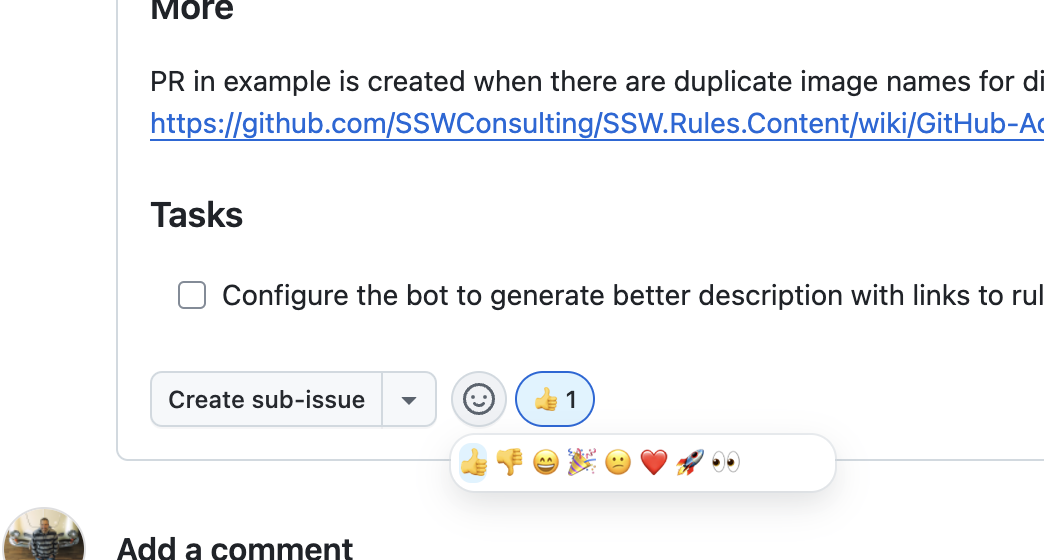 More
PR in example is created when there are duplicate image names for di
https://github.com/SSWConsulting/SSW.Rules.Content/wiki/GitHub-Ac
Tasks
Configure the bot to generate better description with links to rul
Create sub-issue
1
Add a comment